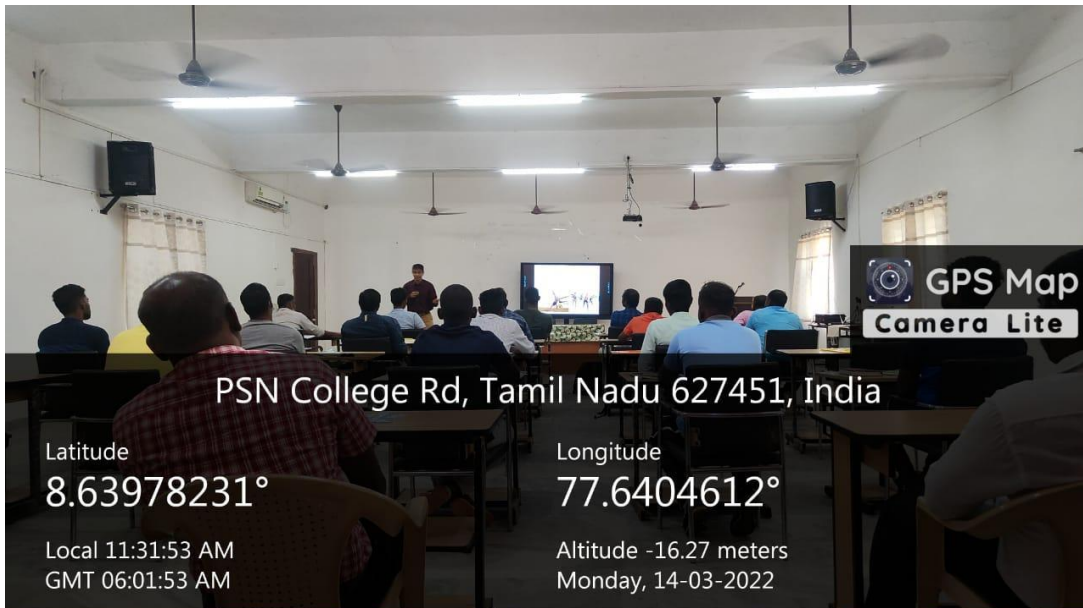 GPS Map
Camera Lite
PSN College Rd, Tamil Nadu 627451, India
Latitude
8.63978231°
Longitude
77.6404612°
Local 11:31:53 AM
GMT 06:01:53 AM
Altitude -16.27 meters
Monday, 14-03-2022